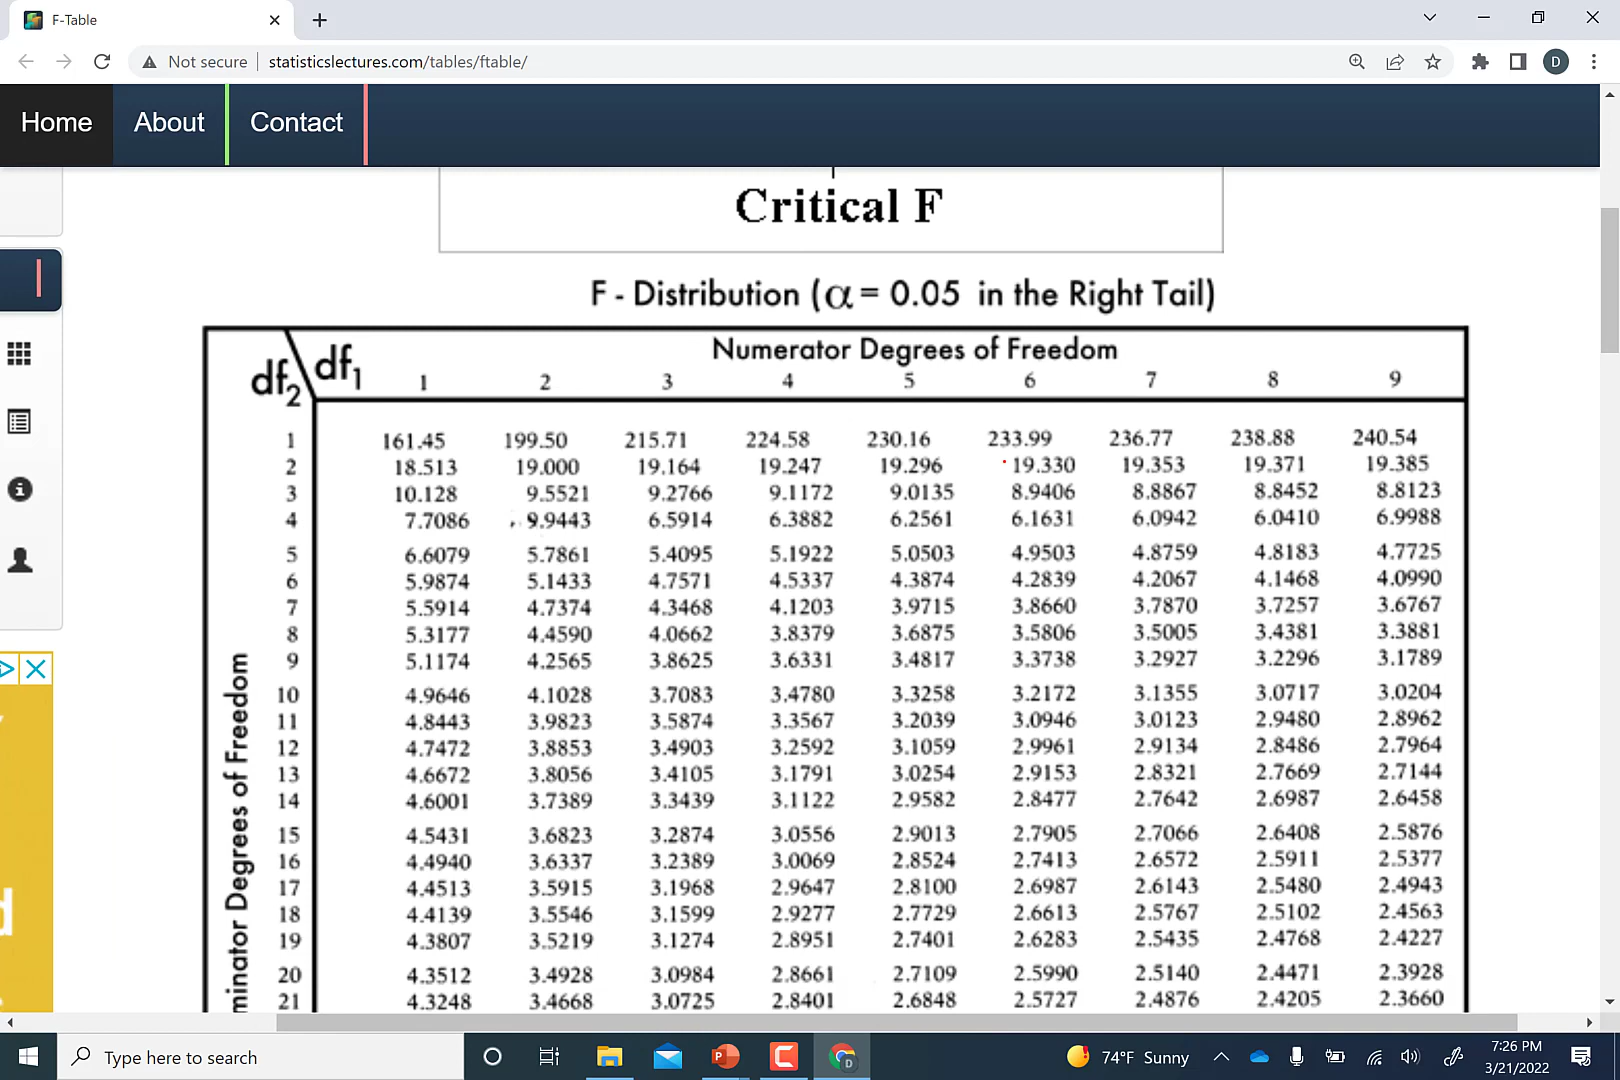 F-Table
Not secure statisticslectures.com/tables/ftable/
D
Home About Contact
Critical F
F - Distribution (α = 0.05 in the Right Tail)
Numerator Degrees of Freedom
df2 df1 1 2 3 4 5 6 7 8 9
1 161.45 199.50 215.71 224.58 230.16 233.99 236.77 238.88 240.54
2 18.513 19.000 19.164 19.247 19.296 19.330 19.353 19.371 19.385
3 10.128 9.5521 9.2766 9.1172 9.0135 8.9406 8.8867 8.8452 8.8123
4 7.7086 9.9443 6.5914 6.3882 6.2561 6.1631 6.0942 6.0410 6.9988
5 6.6079 5.7861 5.4095 5.1922 5.0503 4.9503 4.8759 4.8183 4.7725
6 5.9874 5.1433 4.7571 4.5337 4.3874 4.2839 4.2067 4.1468 4.0990
7 5.5914 4.7374 4.3468 4.1203 3.9715 3.8660 3.7870 3.7257 3.6767
8 5.3177 4.4590 4.0662 3.8379 3.6875 3.5806 3.5005 3.4381 3.3881
9 5.1174 4.2565 3.8625 3.6331 3.4817 3.3738 3.2927 3.2296 3.1789
10 4.9646 4.1028 3.7083 3.4780 3.3258 3.2172 3.1355 3.0717 3.0204
11 4.8443 3.9823 3.5874 3.3567 3.2039 3.0946 3.0123 2.9480 2.8962
12 4.7472 3.8853 3.4903 3.2592 3.1059 2.9961 2.9134 2.8486 2.7964
13 4.6672 3.8056 3.4105 3.1791 3.0254 2.9153 2.8321 2.7669 2.7144
14 4.6001 3.7389 3.3439 3.1122 2.9582 2.8477 2.7642 2.6987 2.6458
15 4.5431 3.6823 3.2874 3.0556 2.9013 2.7905 2.7066 2.6408 2.5876
16 4.4940 3.6337 3.2389 3.0069 2.8524 2.7413 2.6572 2.5911 2.5377
17 4.4513 3.5915 3.1968 2.9647 2.8100 2.6987 2.6143 2.5480 2.4943
18 4.4139 3.5546 3.1599 2.9277 2.7729 2.6613 2.5767 2.5102 2.4563
19 4.3807 3.5219 3.1274 2.8951 2.7401 2.6283 2.5435 2.4768 2.4227
20 4.3512 3.4928 3.0984 2.8661 2.7109 2.5990 2.5140 2.4471 2.3928
21 4.3248 3.4668 3.0725 2.8401 2.6848 2.5727 2.4876 2.4205 2.3660
minator Degrees of Freedom
d
Type here to search
74°F Sunny
7:26 PM
3/21/2022